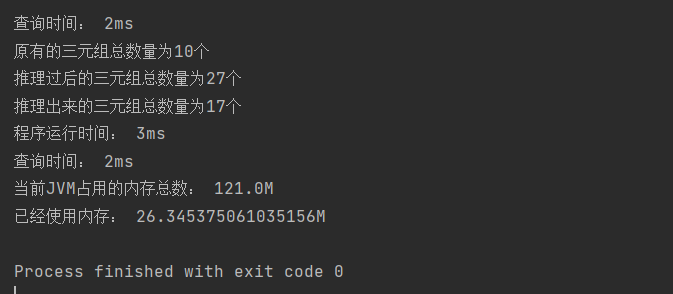 查询时间： 2ms
原有的三元组总数量为10个
推理过后的三元组总数量为27个
推理出来的三元组总数量为17个
程序运行时间： 3ms
查询时间： 2ms
当前JVM占用的内存总数： 121.0M
已经使用内存： 26.345375061035156M
Process finished with exit code 0